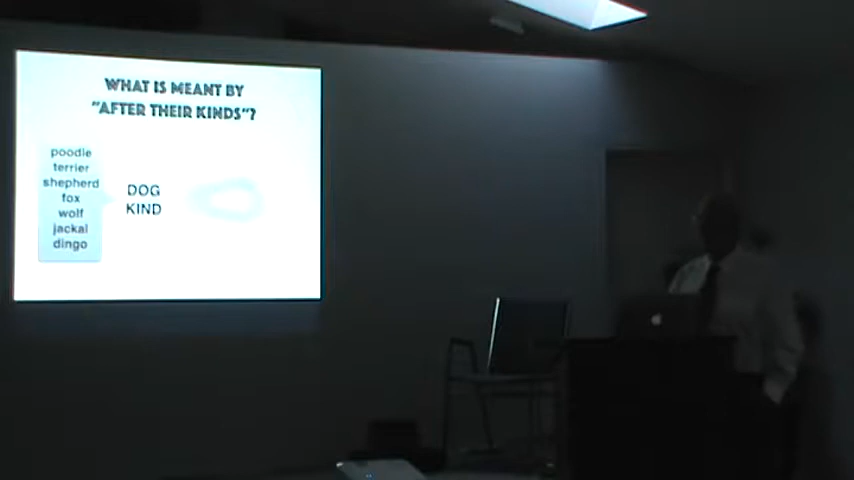 WHAT IS MEANT BY
"AFTER THEIR KINDS"?
poodle
terrier
shepherd
fox
wolf
jackal
dingo
DOG
KIND